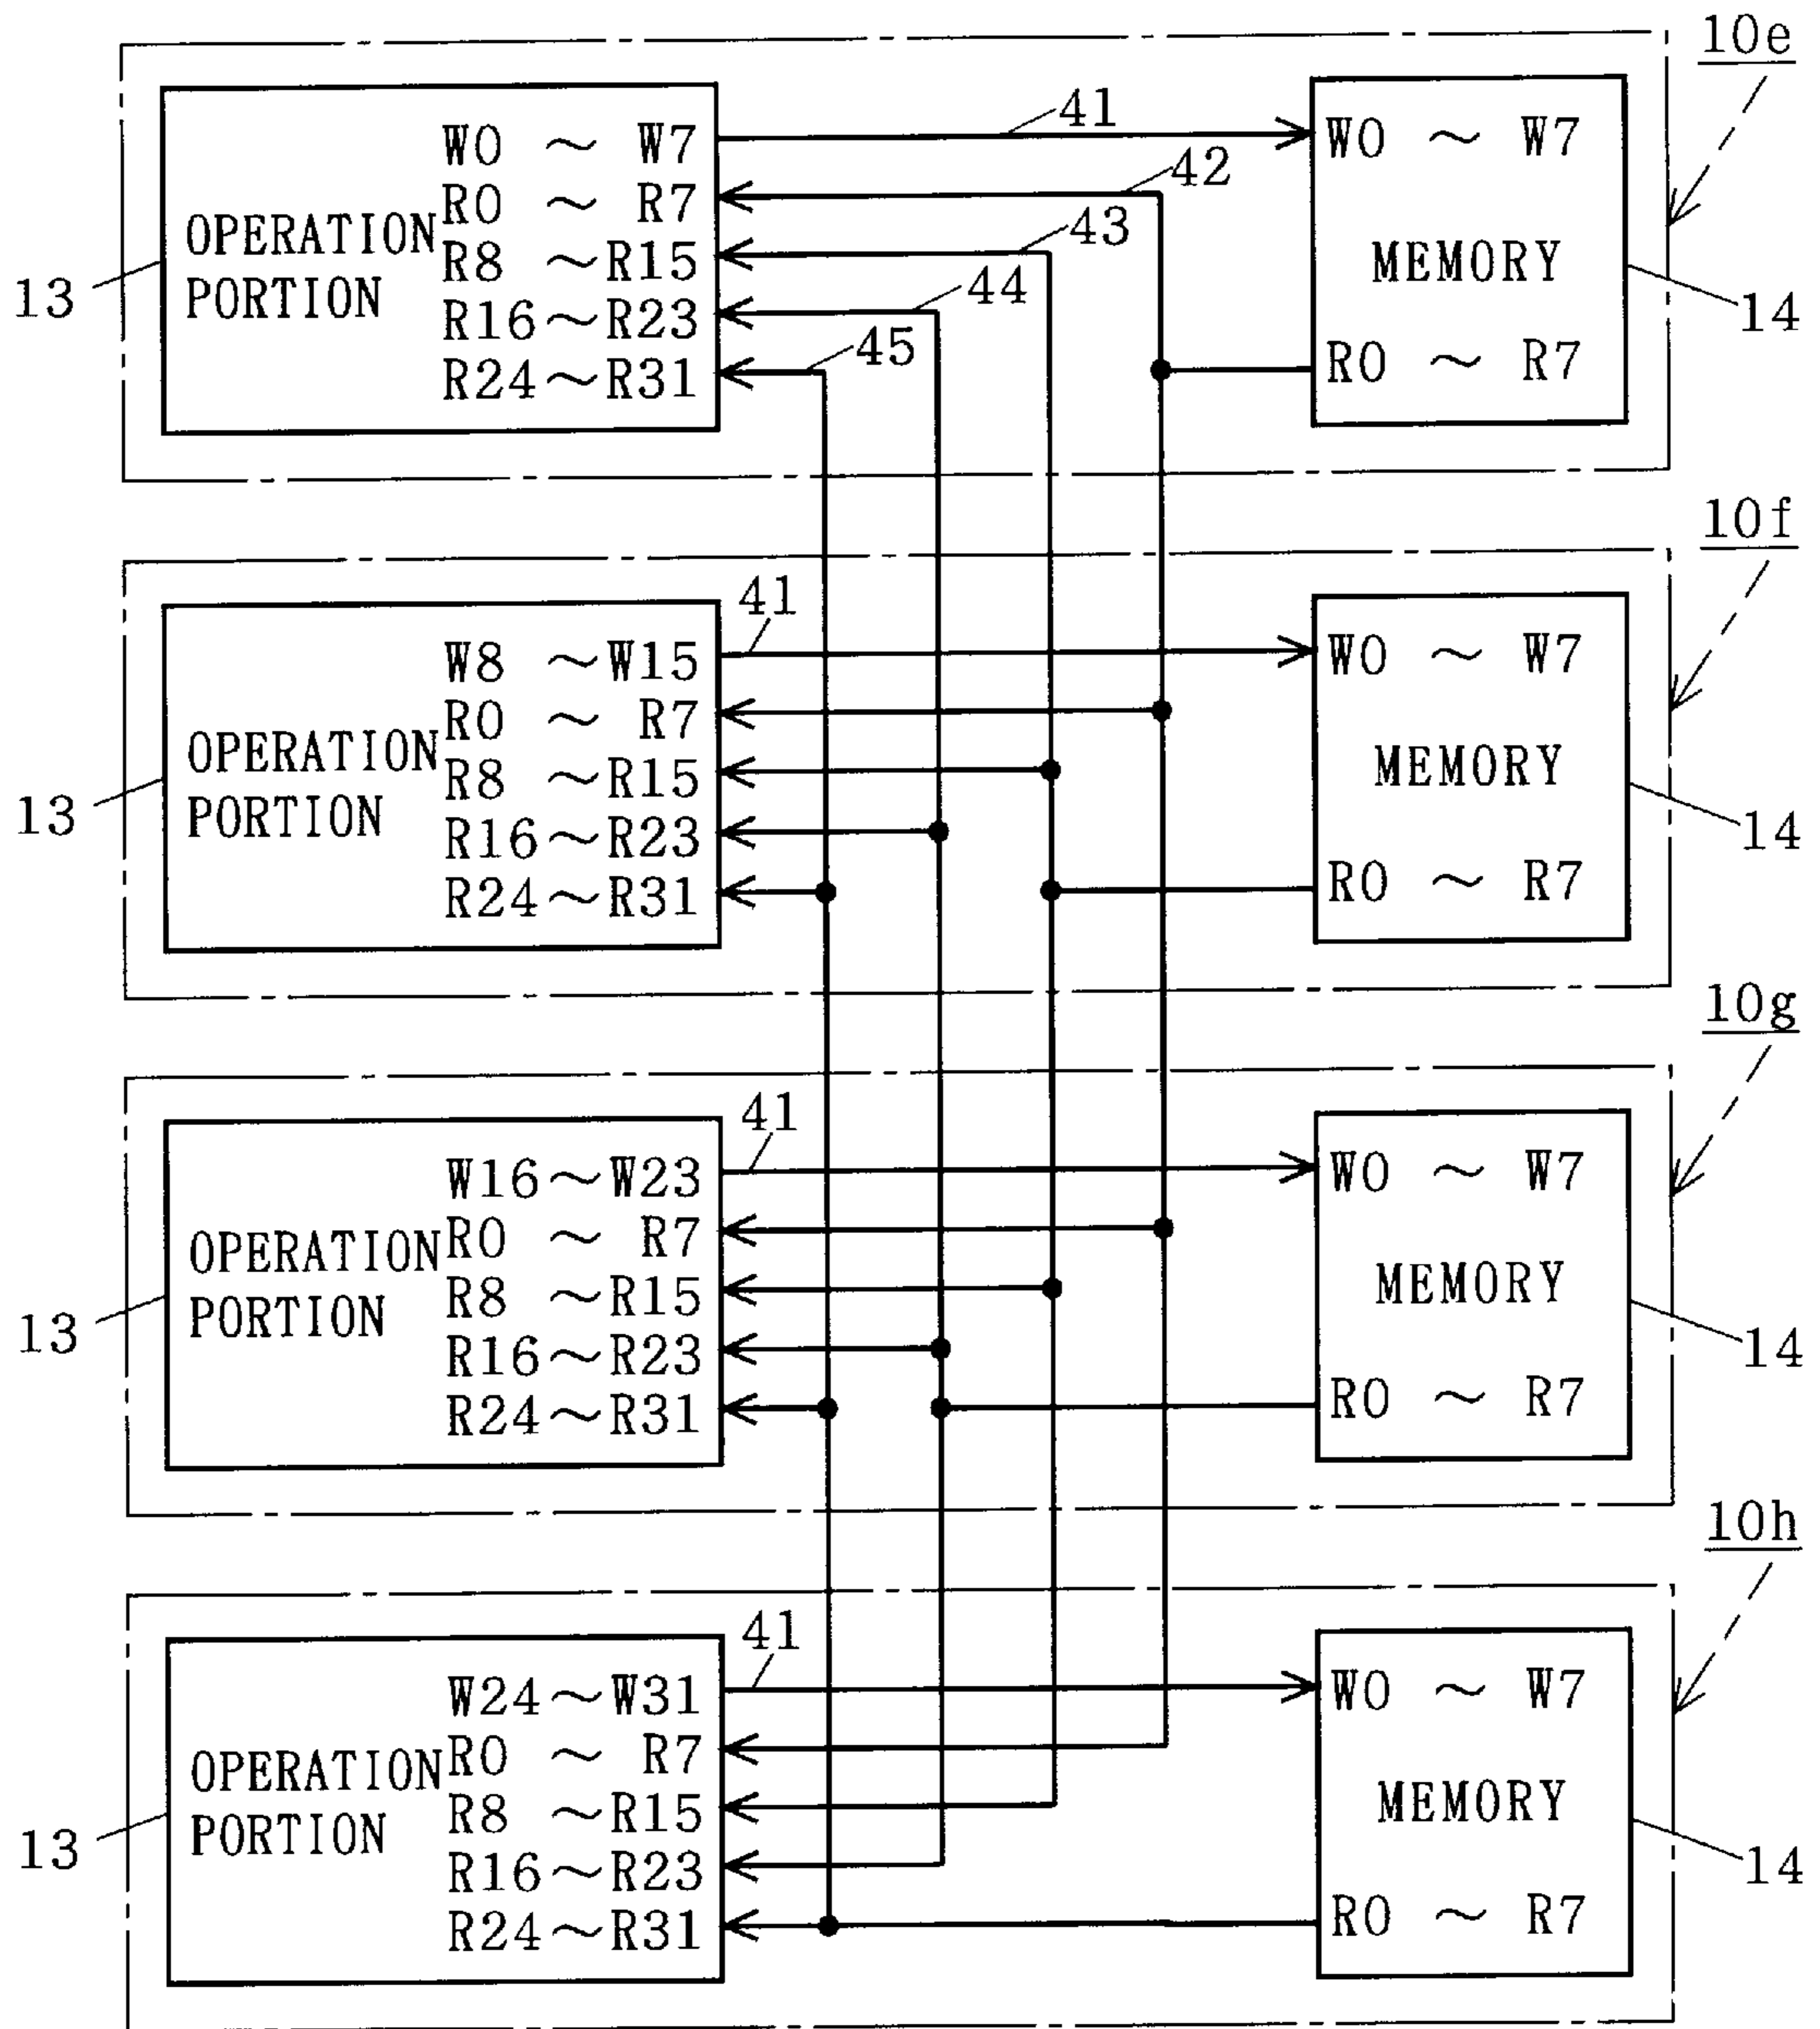 10e
41
W0 ～ W7
W0 ～ W7
42
R0 ～ R7
43
OPERATION
PORTION
R8 ～R15
MEMORY
13
44
14
R16～R23
45
R24～R31
R0 ～ R7
10f
41
W8 ～W15
W0 ～ W7
R0 ～ R7
OPERATION
PORTION
R8 ～R15
MEMORY
13
14
R16～R23
R24～R31
R0 ～ R7
10g
41
W16～W23
W0 ～ W7
R0 ～ R7
OPERATION
PORTION
R8 ～R15
MEMORY
13
14
R16～R23
R24～R31
R0 ～ R7
10h
41
W24～W31
W0 ～ W7
R0 ～ R7
OPERATION
PORTION
R8 ～R15
MEMORY
13
14
R16～R23
R24～R31
R0 ～ R7